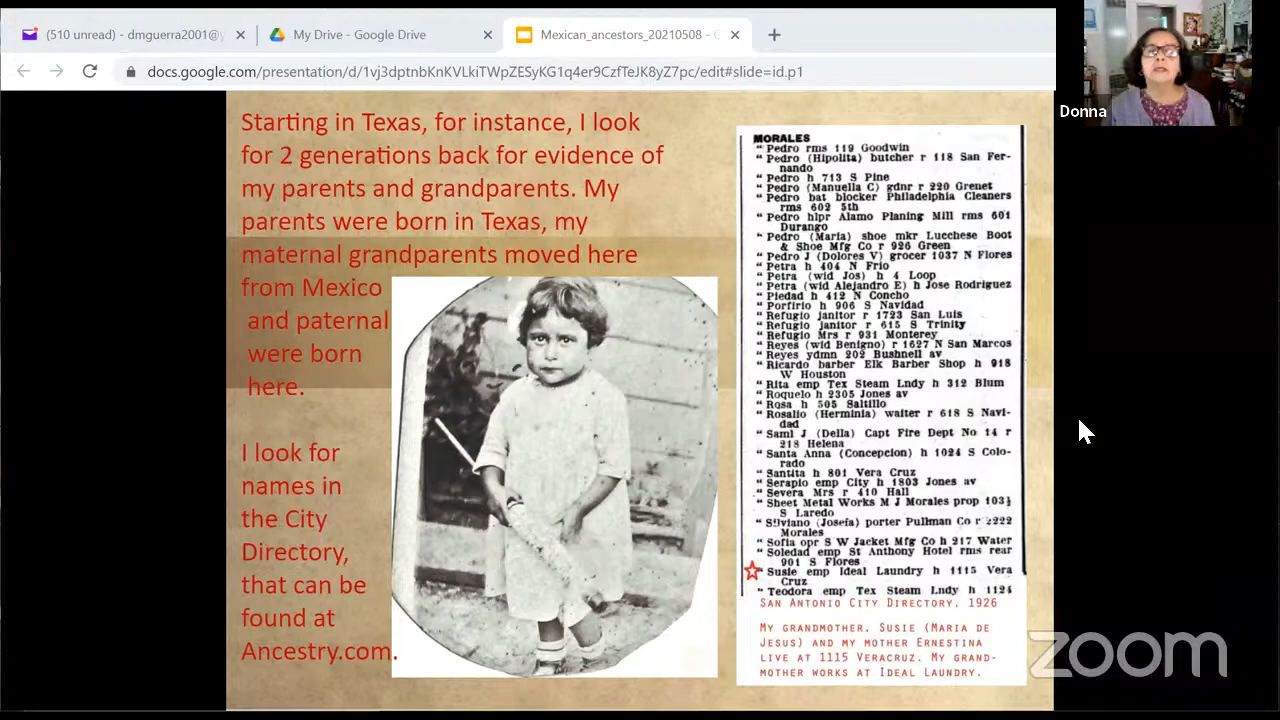 (510 unread) - dmguerra2001@y
My Drive - Google Drive
Mexican_ancestors_20210508 -
docs.google.com/presentation/d/1vj3dptnbKnKVLkiTWpZESyKG1q4er9CzfTeJK8yZ7pc/edit#slide=id.p1
Donna
Starting in Texas, for instance, I look
for 2 generations back for evidence of
my parents and grandparents. My
parents were born in Texas, my
maternal grandparents moved here
from Mexico
and paternal
were born
here.
I look for
names in
the City
Directory,
that can be
found at
Ancestry.com.
MORALES
" Pedro rms 119 Goodwin
" Pedro (Hipolita) butcher r 118 San Fer-
nando
" Pedro h 713 S Pine
" Pedro (Manuella C) gdnr r 220 Grenet
" Pedro hat blocker Philadelphia Cleaners
rms 602 5th
" Pedro hlpr Alamo Planing Mill rms 601
Durango
" Pedro (Maria) shoe mkr Lucchese Boot
& Shoe Mfg Co r 926 Green
" Pedro J (Dolores V) grocer 1037 N Flores
" Petra h 404 N Frio
" Petra (wid Jos) h 4 Loop
" Petra (wid Alejandro E) h Jose Rodriguez
" Piedad h 412 N Concho
" Porfirio h 906 S Navidad
" Refugio janitor r 1723 San Luis
" Refugio janitor r 615 S Trinity
" Refugio Mrs r 931 Monterey
" Reyes (wid Benigno) r 1627 N San Marcos
" Reyes ydmn 202 Bushnell av
" Ricardo barber Elk Barber Shop h 918
W Houston
" Rita emp Tex Steam Lndy h 312 Blum
" Roquelo h 2305 Jones av
" Rosa h 505 Saltillo
" Rosalio (Herminia) waiter r 618 S Navi-
dad
" Saml J (Della) Capt Fire Dept No 14 r
218 Helena
" Santa Anna (Concepcion) h 1024 S Colo-
rado
" Santita h 801 Vera Cruz
" Serapio emp City h 1803 Jones av
" Severa Mrs r 410 Hall
" Sheet Metal Works M J Morales prop 103½
S Laredo
" Silviano (Josefa) porter Pullman Co r 2222
Morales
" Sofia opr S W Jacket Mfg Co h 217 Water
" Soledad emp St Anthony Hotel rms rear
901 S Flores
" Susie emp Ideal Laundry h 1115 Vera
Cruz
" Teodora emp Tex Steam Lndy h 1124
SAN ANTONIO CITY DIRECTORY, 1926
MY GRANDMOTHER, SUSIE (MARIA DE
JESUS) AND MY MOTHER ERNESTINA
LIVE AT 1115 VERACRUZ. MY GRAND-
MOTHER WORKS AT IDEAL LAUNDRY.
zoom